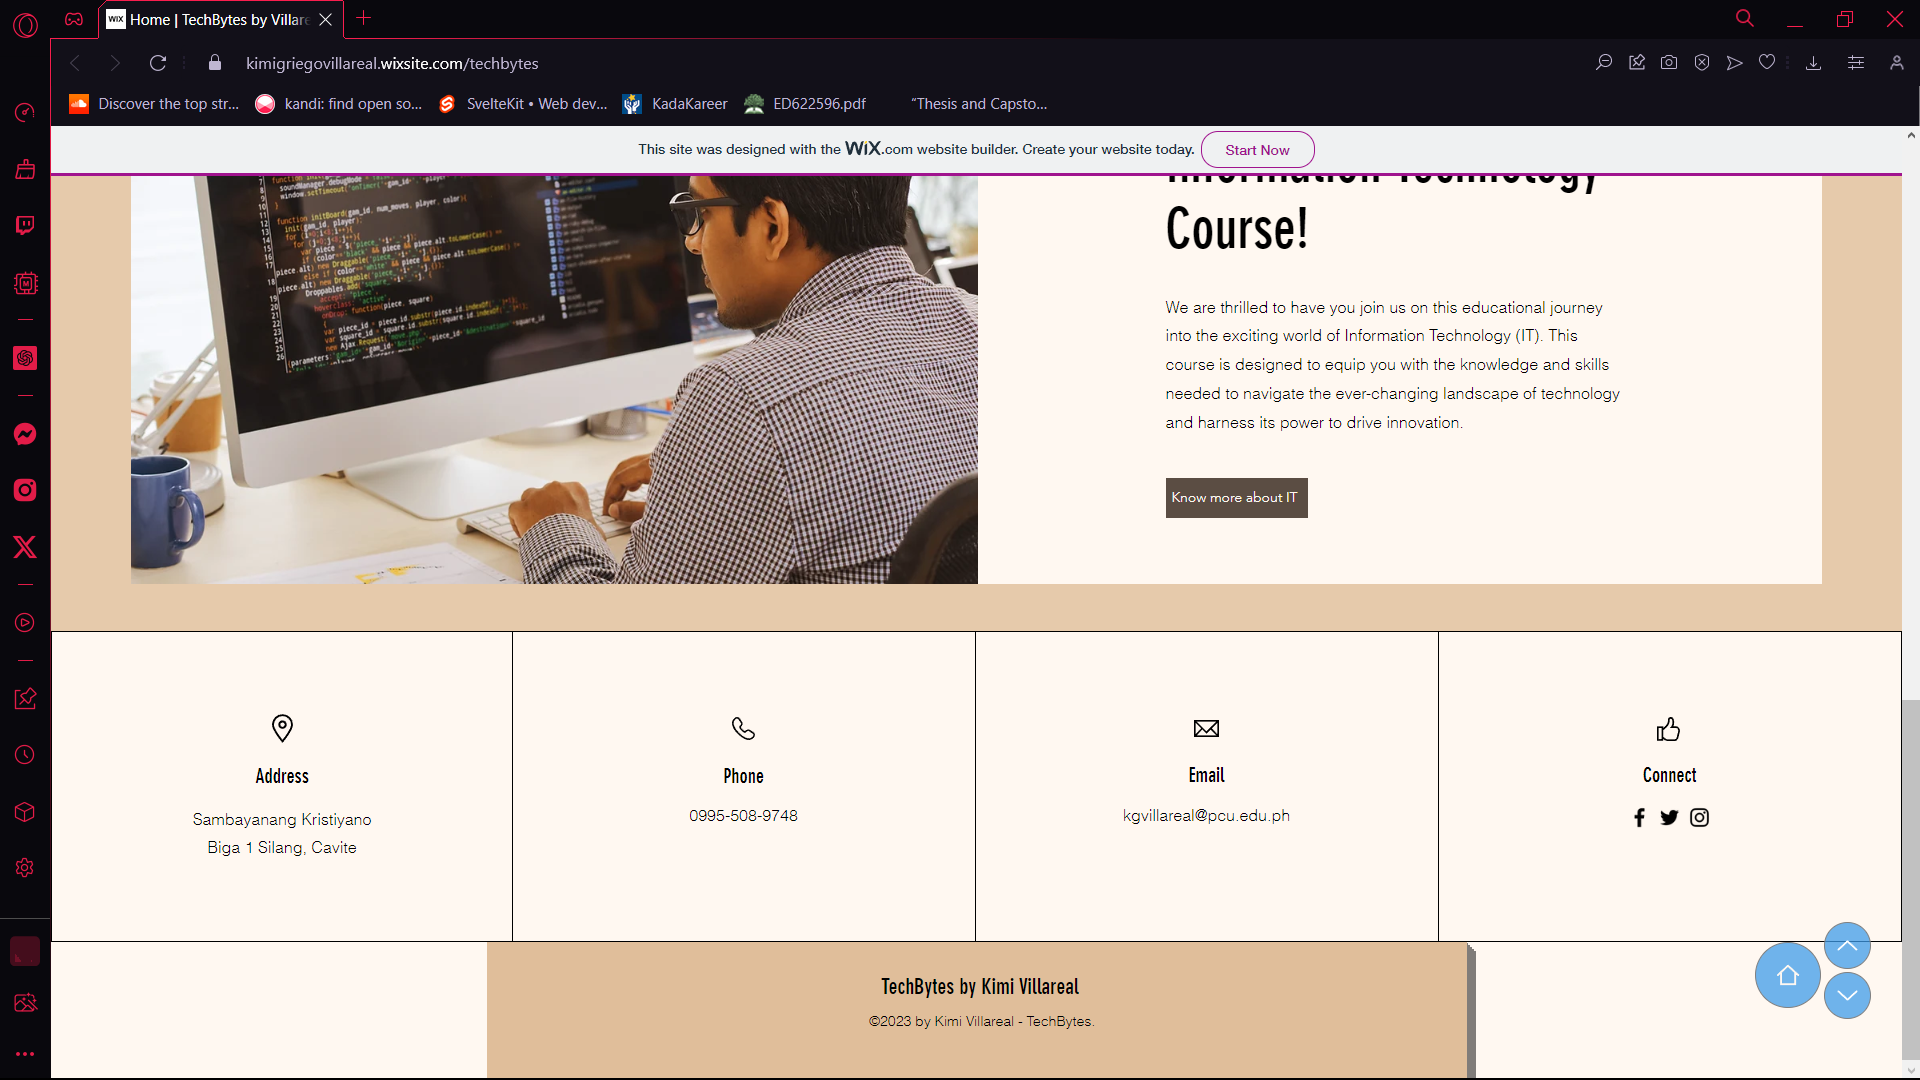 WIX Home | TechBytes by Villare
kimigriegovillareal.wixsite.com/techbytes
Discover the top str... kandi: find open so... SvelteKit • Web dev... KadaKareer ED622596.pdf "Thesis and Capsto...
This site was designed with the WIX.com website builder. Create your website today. Start Now
Information Technology
Course!
We are thrilled to have you join us on this educational journey
into the exciting world of Information Technology (IT). This
course is designed to equip you with the knowledge and skills
needed to navigate the ever-changing landscape of technology
and harness its power to drive innovation.
Know more about IT
Address
Sambayanang Kristiyano
Biga 1 Silang, Cavite
Phone
0995-508-9748
Email
kgvillareal@pcu.edu.ph
Connect
TechBytes by Kimi Villareal
©2023 by Kimi Villareal - TechBytes.